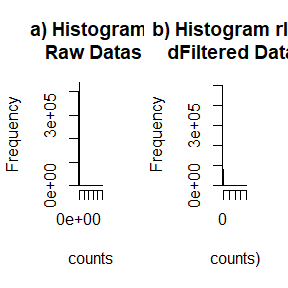 a) Histogram
Raw Datas
b) Histogram rl
dFiltered Data
Frequency
0e+00
3e+05
0e+00
counts
Frequency
0e+00
3e+05
0
counts)